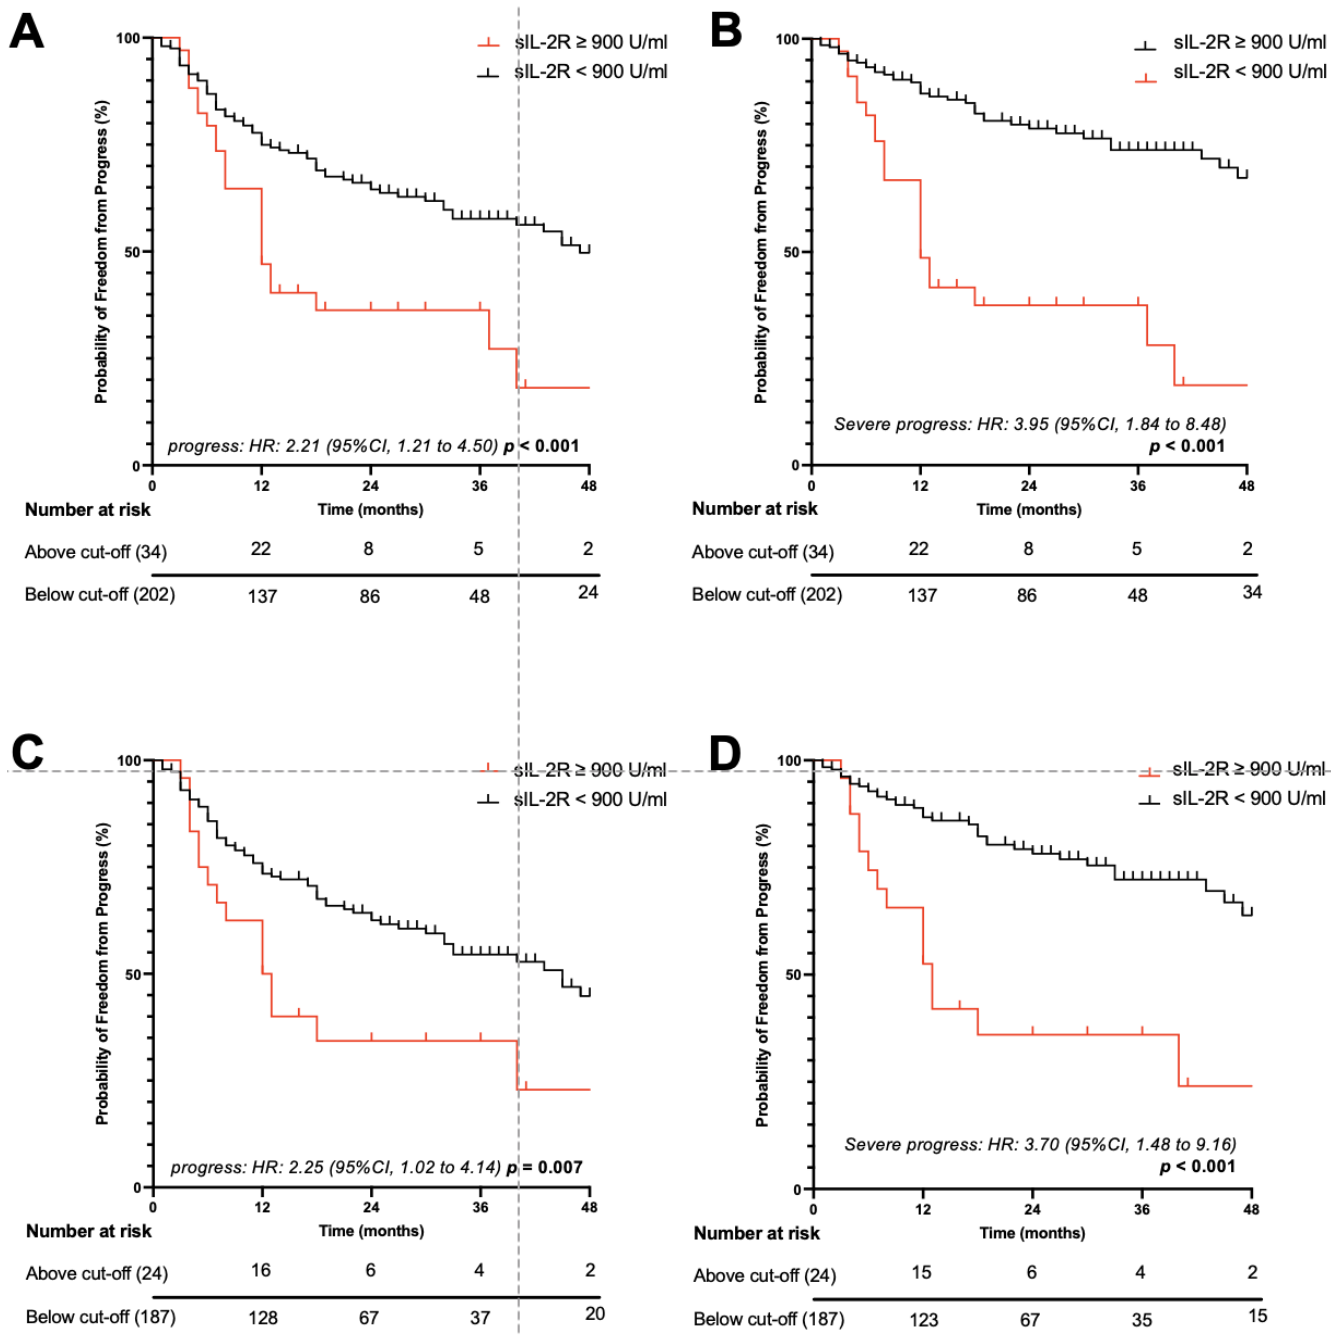 A
sIL-2R ≥ 900 U/ml
sIL-2R < 900 U/ml
Probability of Freedom from Progress (%)
100
50
0
progress: HR: 2.21 (95%CI, 1.21 to 4.50) p < 0.001
0 12 24 36 48
Number at risk Time (months)
Above cut-off (34) 22 8 5 2
Below cut-off (202) 137 86 48 24
B
sIL-2R ≥ 900 U/ml
sIL-2R < 900 U/ml
Probability of Freedom from Progress (%)
100
50
0
Severe progress: HR: 3.95 (95%CI, 1.84 to 8.48)
p < 0.001
0 12 24 36 48
Number at risk Time (months)
Above cut-off (34) 22 8 5 2
Below cut-off (202) 137 86 48 34
C
sIL-2R ≥ 900 U/ml
sIL-2R < 900 U/ml
Probability of Freedom from Progress (%)
100
50
0
progress: HR: 2.25 (95%CI, 1.02 to 4.14) p = 0.007
0 12 24 36 48
Number at risk Time (months)
Above cut-off (24) 16 6 4 2
Below cut-off (187) 128 67 37 20
D
sIL-2R ≥ 900 U/ml
sIL-2R < 900 U/ml
Probability of Freedom from Progress (%)
100
50
0
Severe progress: HR: 3.70 (95%CI, 1.48 to 9.16)
p < 0.001
0 12 24 36 48
Number at risk Time (months)
Above cut-off (24) 15 6 4 2
Below cut-off (187) 123 67 35 15